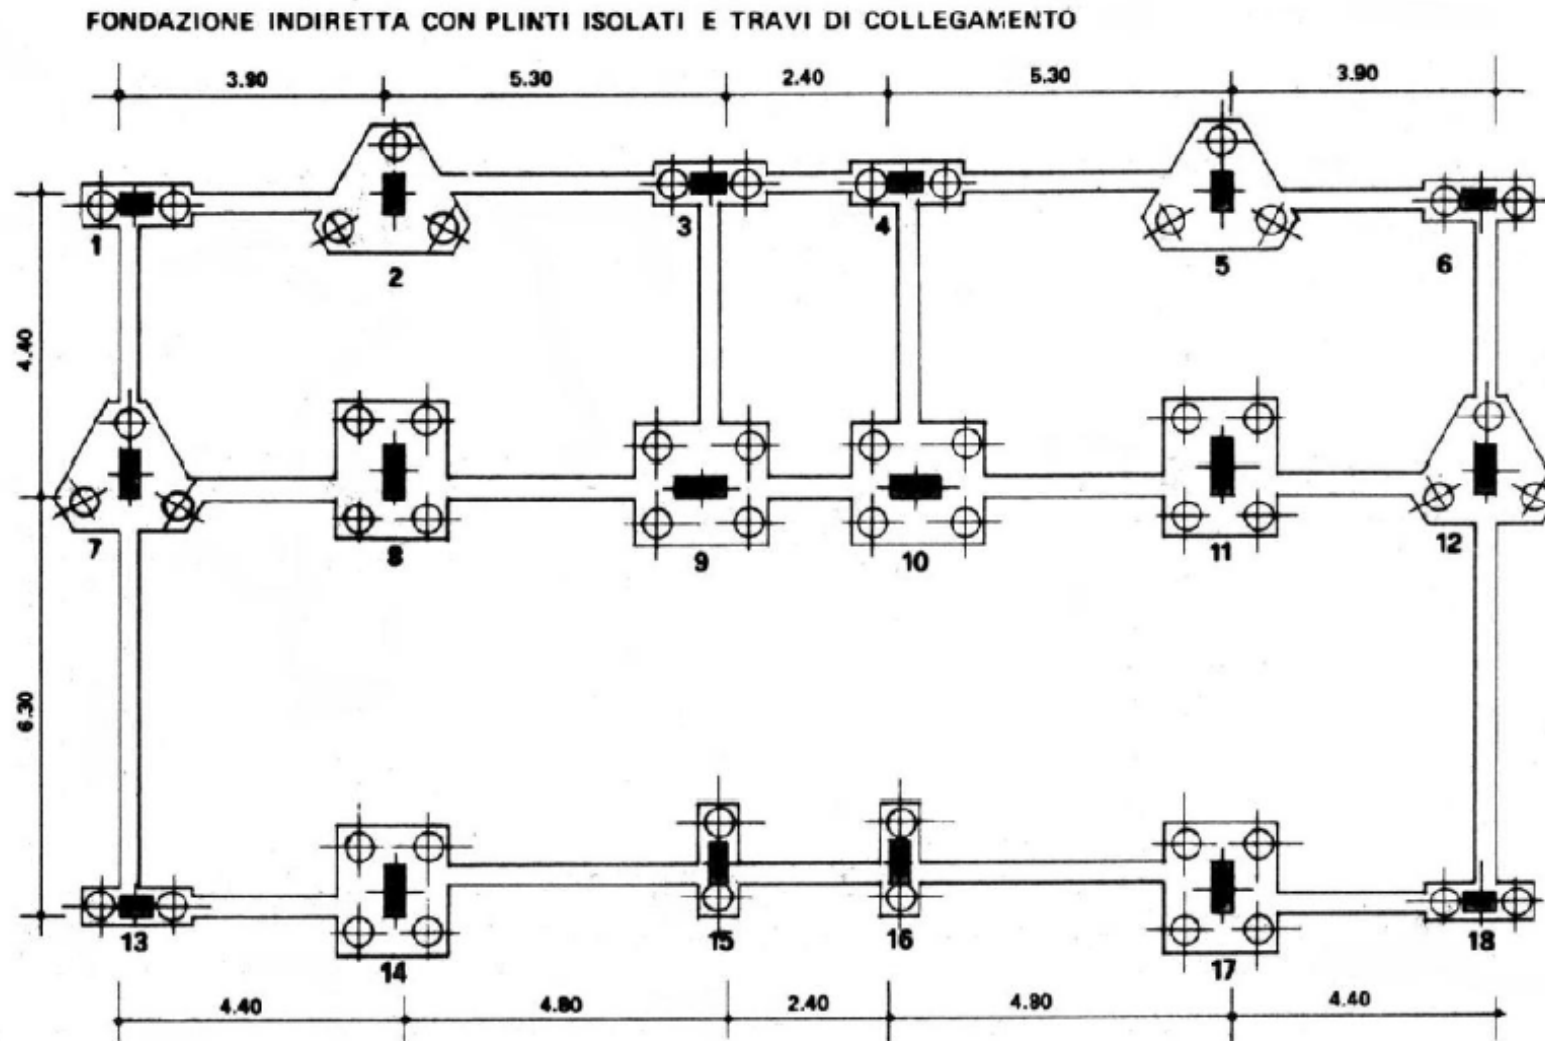 FONDAZIONE INDIRETTA CON PLINTI ISOLATI E TRAVI DI COLLEGAMENTO
3.90 5.30 2.40 5.30 3.90
1 2 3 4 5 6
4.40
7 8 9 10 11 12
6.30
13 14 15 16 17 18
4.40 4.80 2.40 4.80 4.40